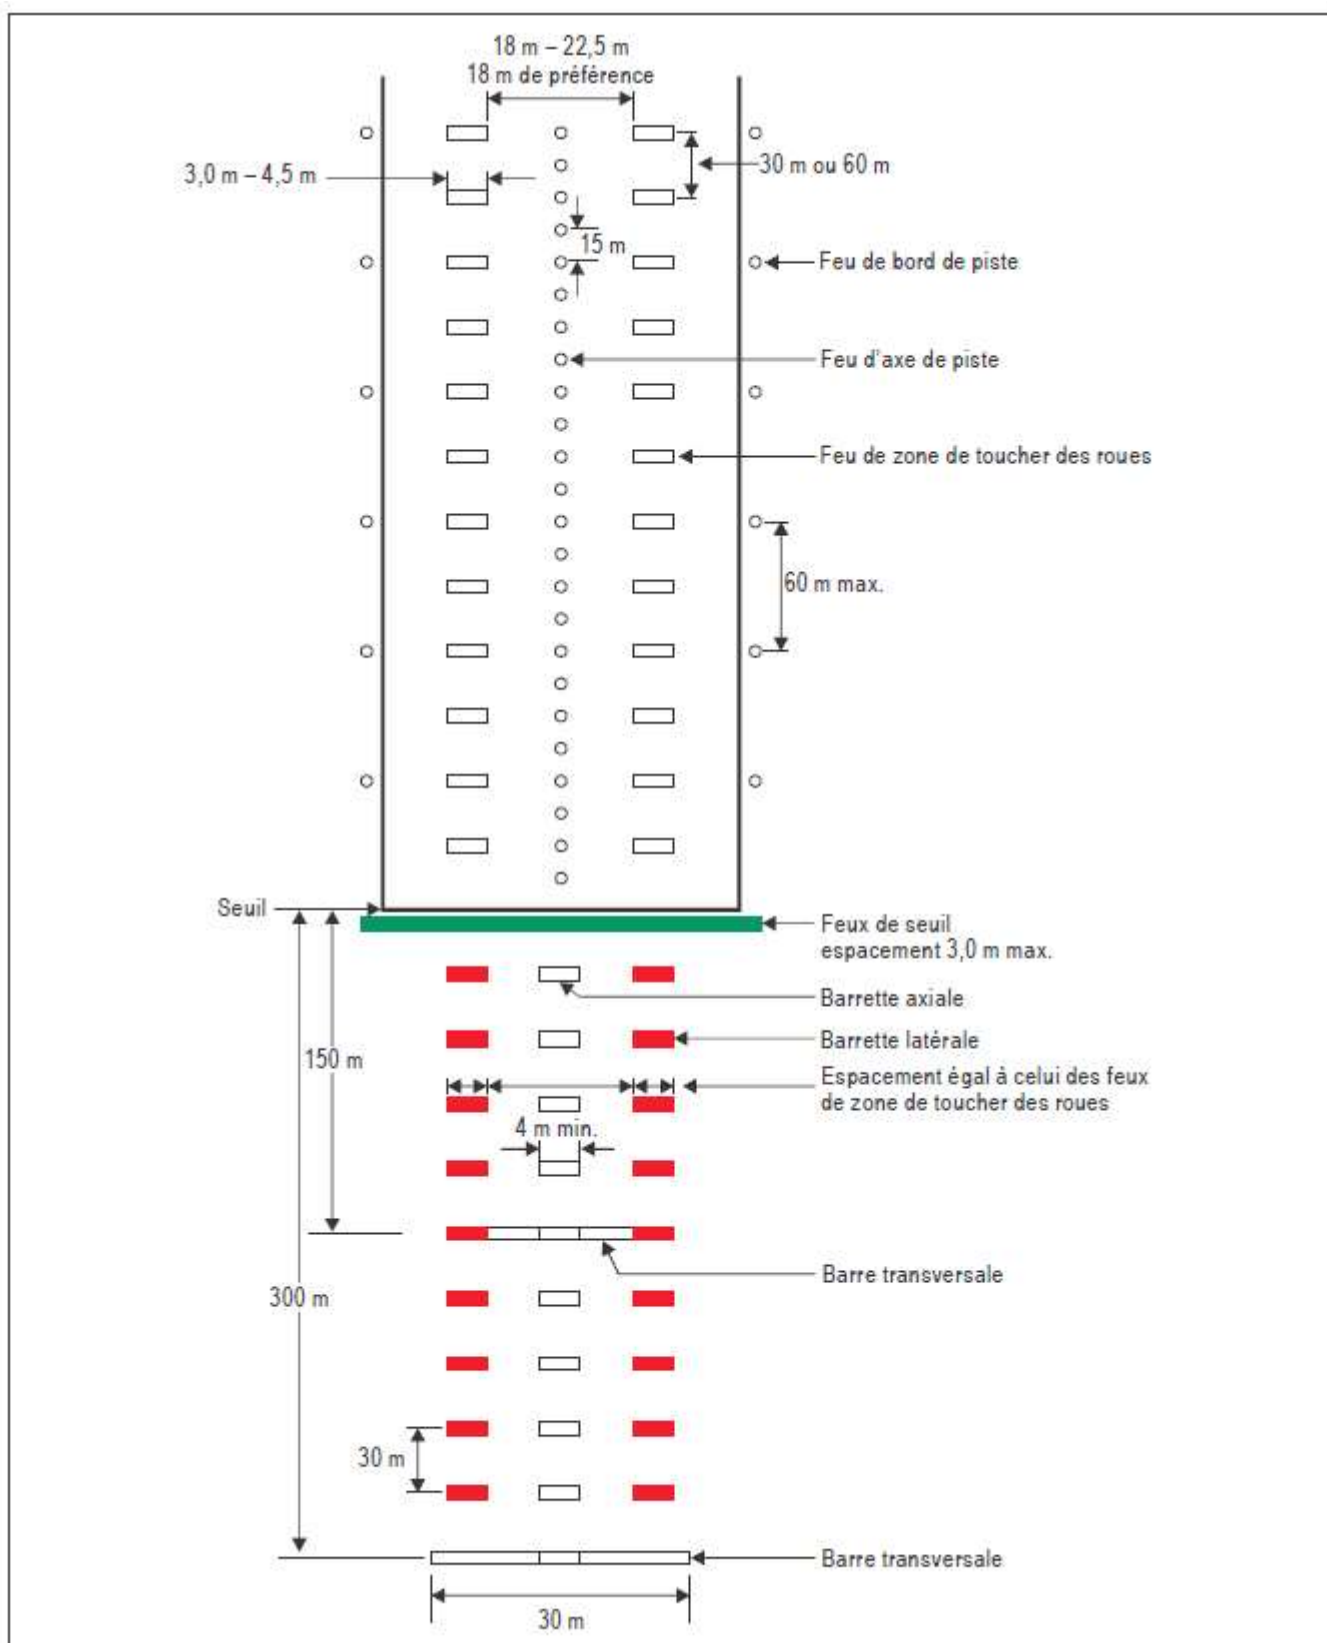 18 m – 22,5 m
18 m de préférence
3,0 m – 4,5 m
30 m ou 60 m
15 m
Feu de bord de piste
Feu d'axe de piste
Feu de zone de toucher des roues
60 m max.
Seuil
Feux de seuil
espacement 3,0 m max.
Barrette axiale
Barrette latérale
150 m
Espacement égal à celui des feux
de zone de toucher des roues
4 m min.
Barre transversale
300 m
30 m
Barre transversale
30 m